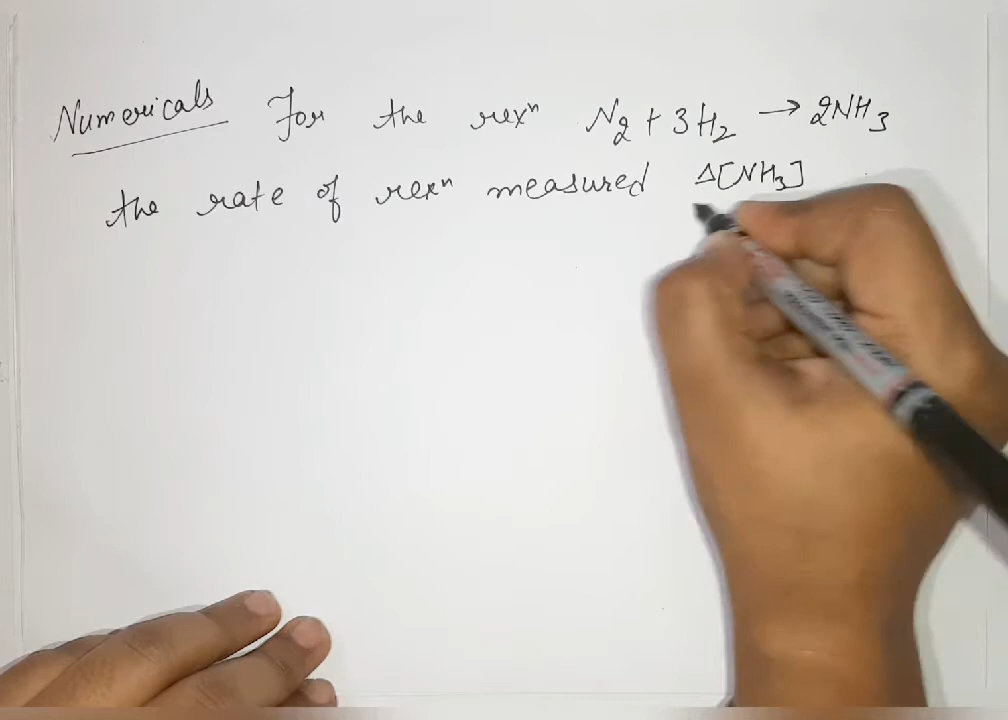 Numericals For the rexⁿ N₂ + 3H₂ → 2NH₃
the rate of rexⁿ measured Δ[NH₃]